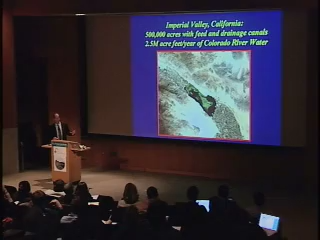 Imperial Valley, California:
500,000 acres with feed and drainage canals
2.5M acre feet/year of Colorado River Water